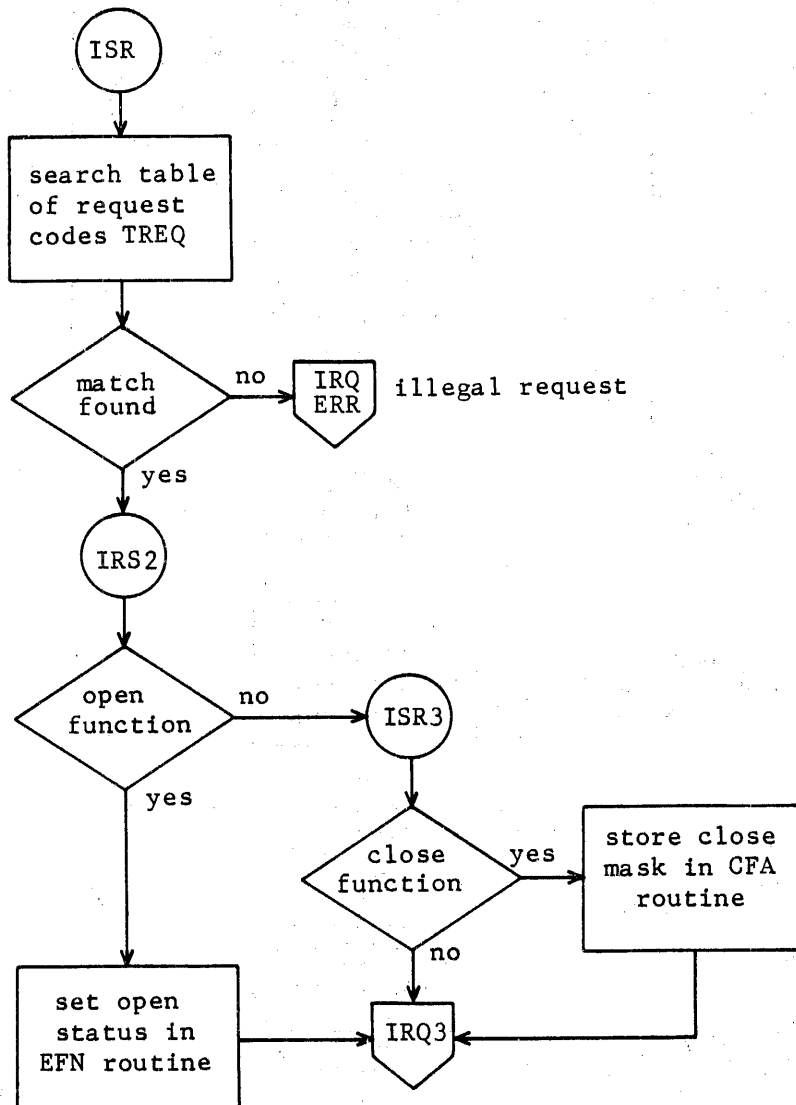 ISR
search table
of request
codes TREQ
match
found
no
IRQ
ERR
illegal request
yes
IRS2
open
function
no
ISR3
yes
close
function
yes
store close
mask in CFA
routine
no
set open
status in
EFN routine
IRQ3